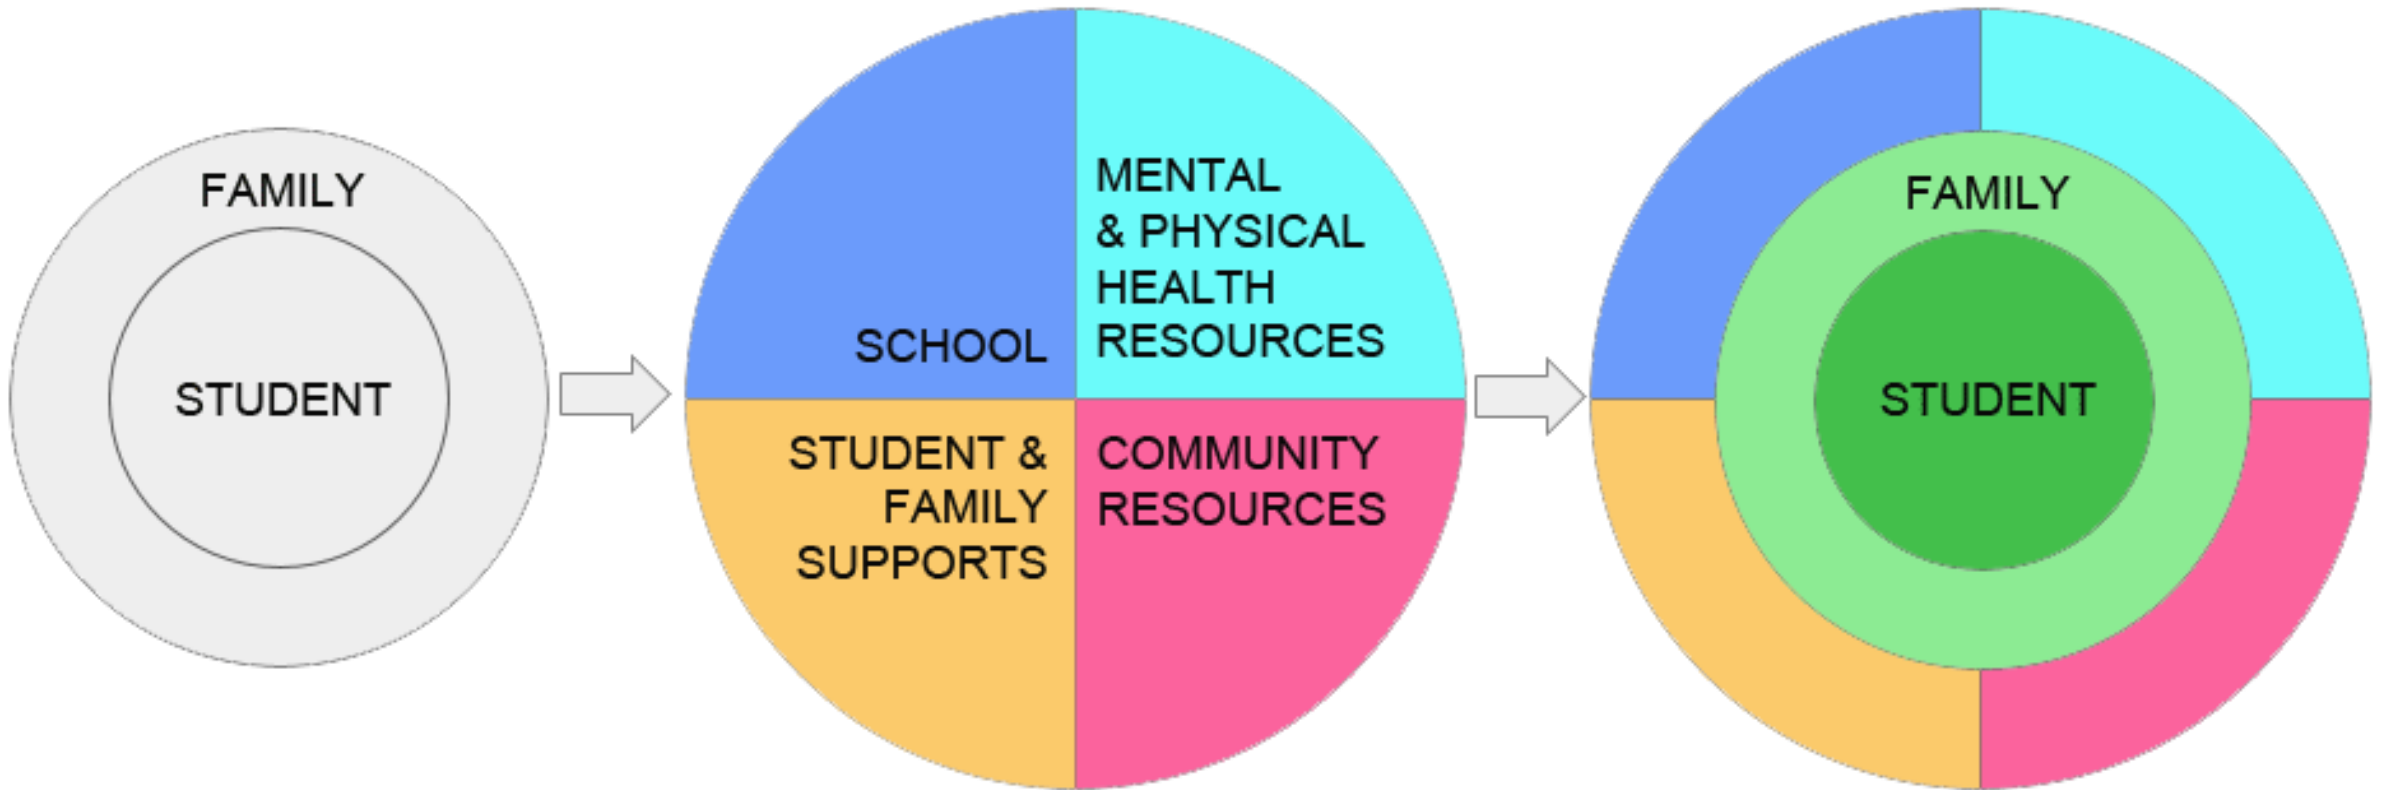 FAMILY
STUDENT
SCHOOL
MENTAL
& PHYSICAL
HEALTH
RESOURCES
STUDENT &
FAMILY
SUPPORTS
COMMUNITY
RESOURCES
FAMILY
STUDENT